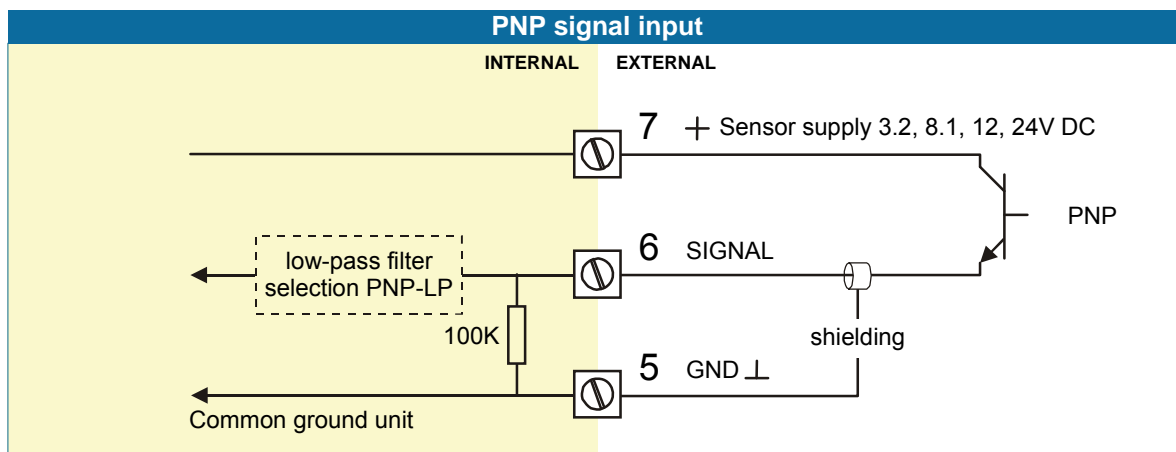 PNP signal input
INTERNAL EXTERNAL
7 + Sensor supply 3.2, 8.1, 12, 24V DC
PNP
6 SIGNAL
low-pass filter
selection PNP-LP
100K
shielding
5 GND ⊥
Common ground unit